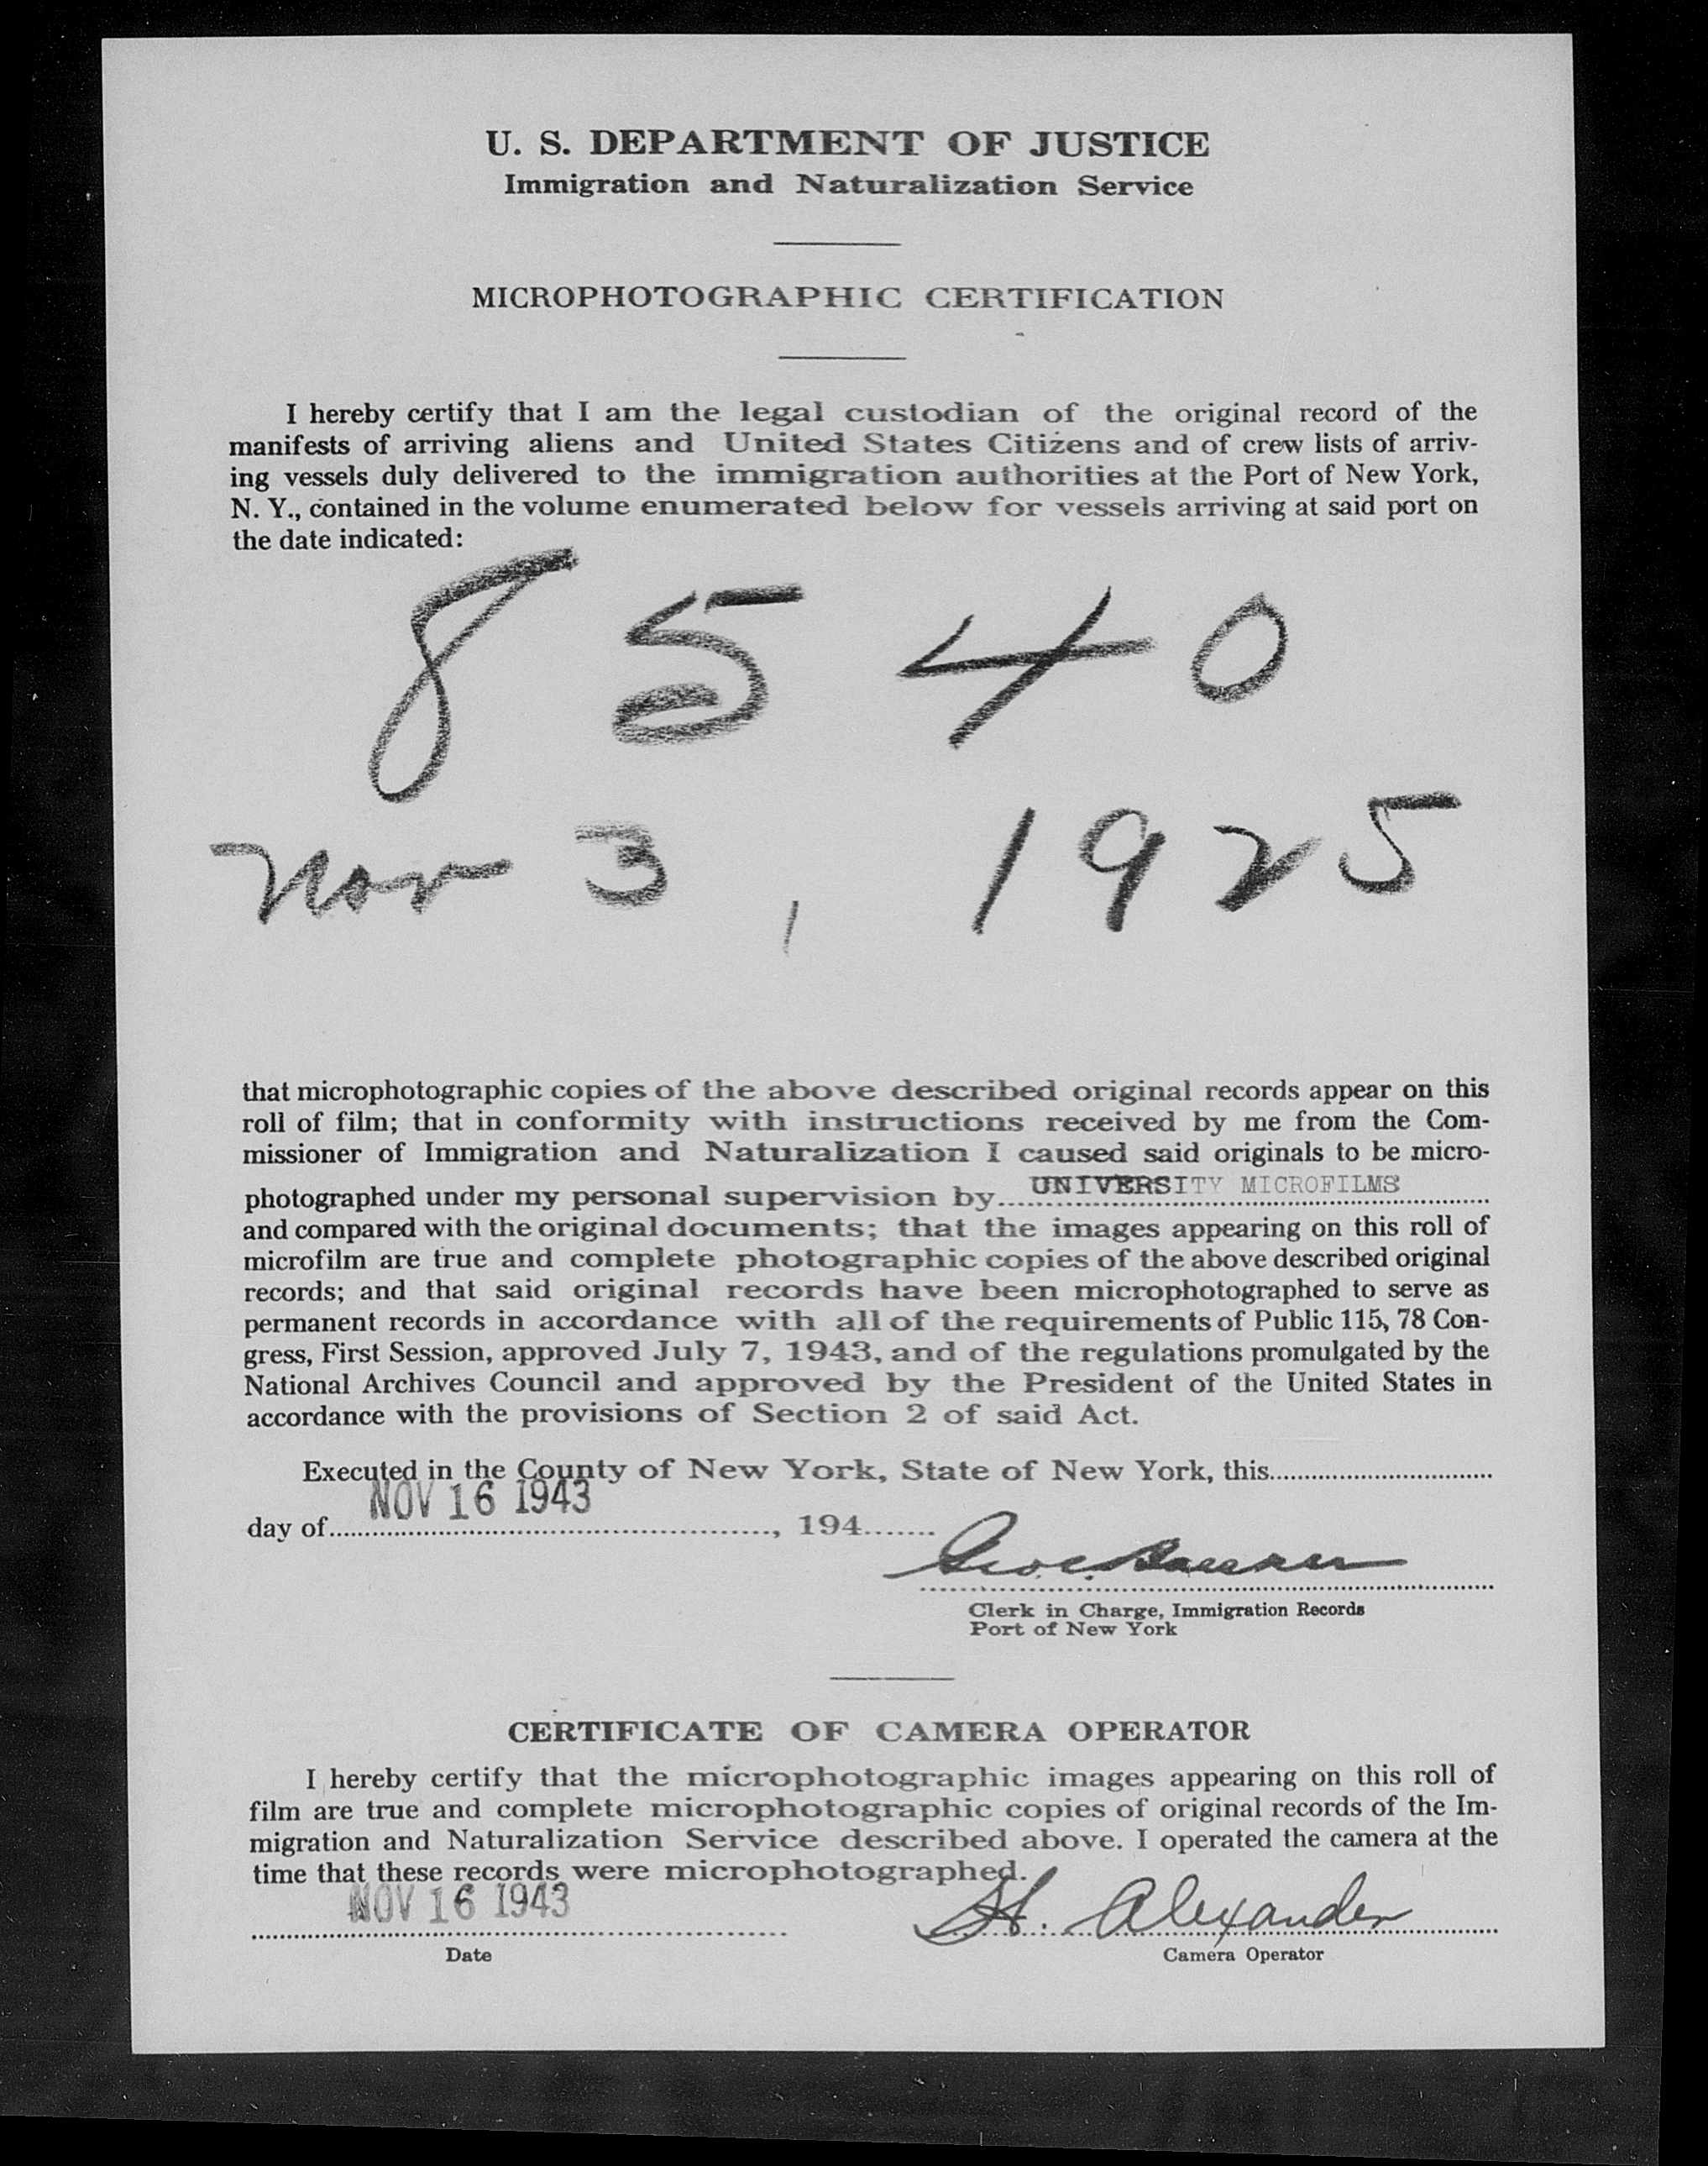 U. S. DEPARTMENT OF JUSTICE
Immigration and Naturalization Service
MICROPHOTOGRAPHIC CERTIFICATION
I hereby certify that I am the legal custodian of the original record of the
manifests of arriving aliens and United States Citizens and of crew lists of arriv-
ing vessels duly delivered to the immigration authorities at the Port of New York,
N. Y., contained in the volume enumerated below for vessels arriving at said port on
the date indicated:
8540
Nov 3, 1925
that microphotographic copies of the above described original records appear on this
roll of film; that in conformity with instructions received by me from the Com-
missioner of Immigration and Naturalization I caused said originals to be micro-
photographed under my personal supervision by UNIVERSITY MICROFILMS
and compared with the original documents; that the images appearing on this roll of
microfilm are true and complete photographic copies of the above described original
records; and that said original records have been microphotographed to serve as
permanent records in accordance with all of the requirements of Public 115, 78 Con-
gress, First Session, approved July 7, 1943, and of the regulations promulgated by the
National Archives Council and approved by the President of the United States in
accordance with the provisions of Section 2 of said Act.
Executed in the County of New York, State of New York, this
day of NOV 16 1943, 194
Geo. C.
Clerk in Charge, Immigration Records
Port of New York
CERTIFICATE OF CAMERA OPERATOR
I hereby certify that the microphotographic images appearing on this roll of
film are true and complete microphotographic copies of original records of the Im-
migration and Naturalization Service described above. I operated the camera at the
time that these records were microphotographed.
NOV 16 1943 H. Alexander
Date Camera Operator